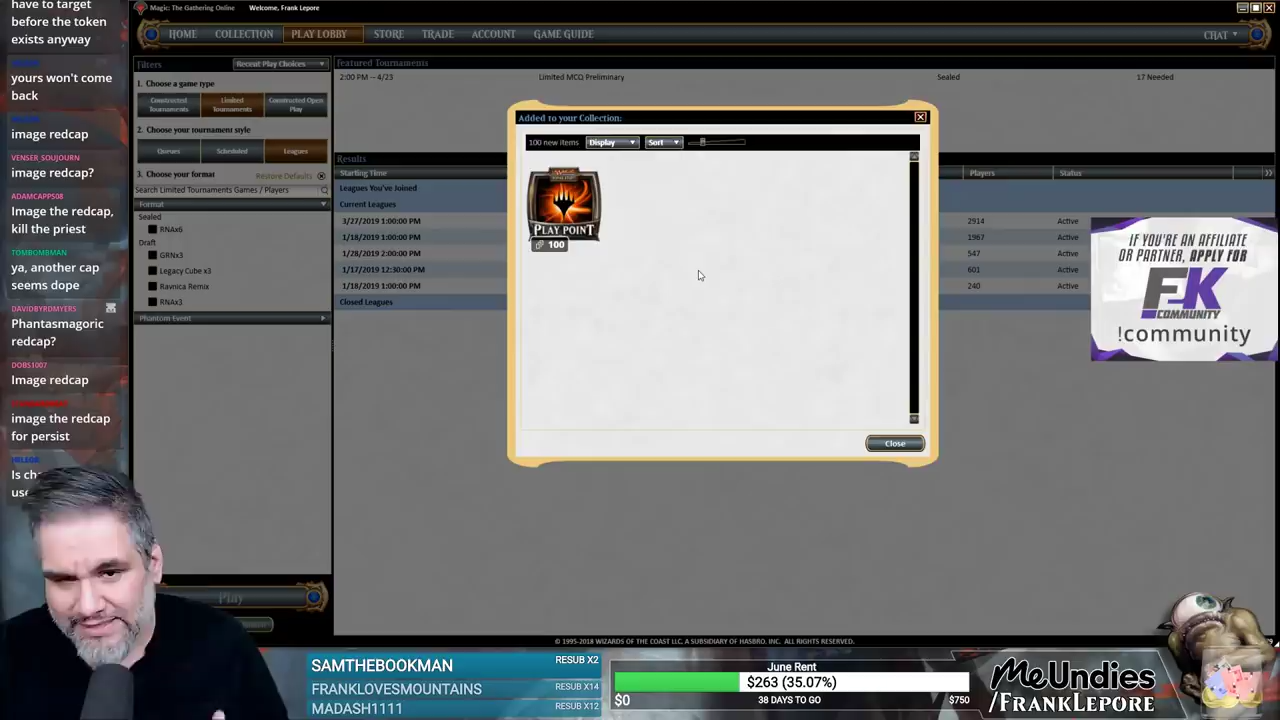 Magic: The Gathering Online
Welcome, Frank Lepore
HOME COLLECTION PLAY LOBBY STORE TRADE ACCOUNT GAME GUIDE CHAT
have to target
before the token
exists anyway
yours won't come
back
image redcap
VENSER_SOUJOURN
image redcap?
ADAMCAPPS08
Image the redcap,
kill the priest
TOMBOMBMAN
ya, another cap
seems dope
DAVIDBYRDMYERS
Phantasmagoric
redcap?
DOBS1007
Image redcap
image the redcap
for persist
Is cha
use
Filters
Recent Play Choices
1. Choose a game type
Constructed Tournaments
Limited Tournaments
Constructed Open Play
2. Choose your tournament style
Queues Scheduled Leagues
3. Choose your format
Restore Defaults
Search Limited Tournaments Games / Players
Format
Sealed
RNAx6
Draft
GRNx3
Legacy Cube x3
Ravnica Remix
RNAx3
Phantom Event
Play
Featured Tournaments
2:00 PM -- 4/23 Limited MCQ Preliminary Sealed 17 Needed
Results
Starting Time Players Status
Leagues You've Joined
Current Leagues
3/27/2019 1:00:00 PM 2914 Active
1/18/2019 1:00:00 PM 1967 Active
1/28/2019 2:00:00 PM 547 Active
1/17/2019 12:30:00 PM 601 Active
1/18/2019 1:00:00 PM 240 Active
Closed Leagues
Added to your Collection:
100 new items Display Sort
PLAY POINT
100
Close
IF YOU'RE AN AFFILIATE
OR PARTNER, APPLY FOR
F2K
COMMUNITY
!community
© 1995-2018 WIZARDS OF THE COAST LLC, A SUBSIDIARY OF HASBRO, INC. ALL RIGHTS RESERVED.
SAMTHEBOOKMAN RESUB X2
FRANKLOVESMOUNTAINS RESUB X14
MADASH1111 RESUB X12
June Rent
$263 (35.07%)
$0 38 DAYS TO GO $750
MeUndies
/FRANKLEPORE